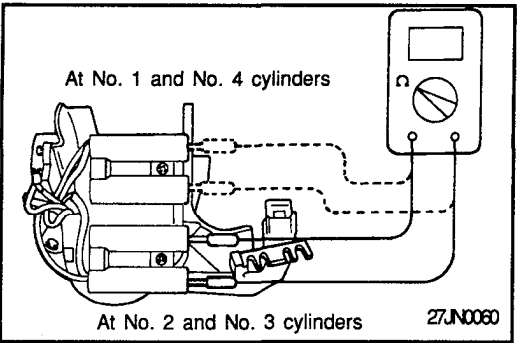 At No. 1 and No. 4 cylinders
Ω
At No. 2 and No. 3 cylinders
27JN0060